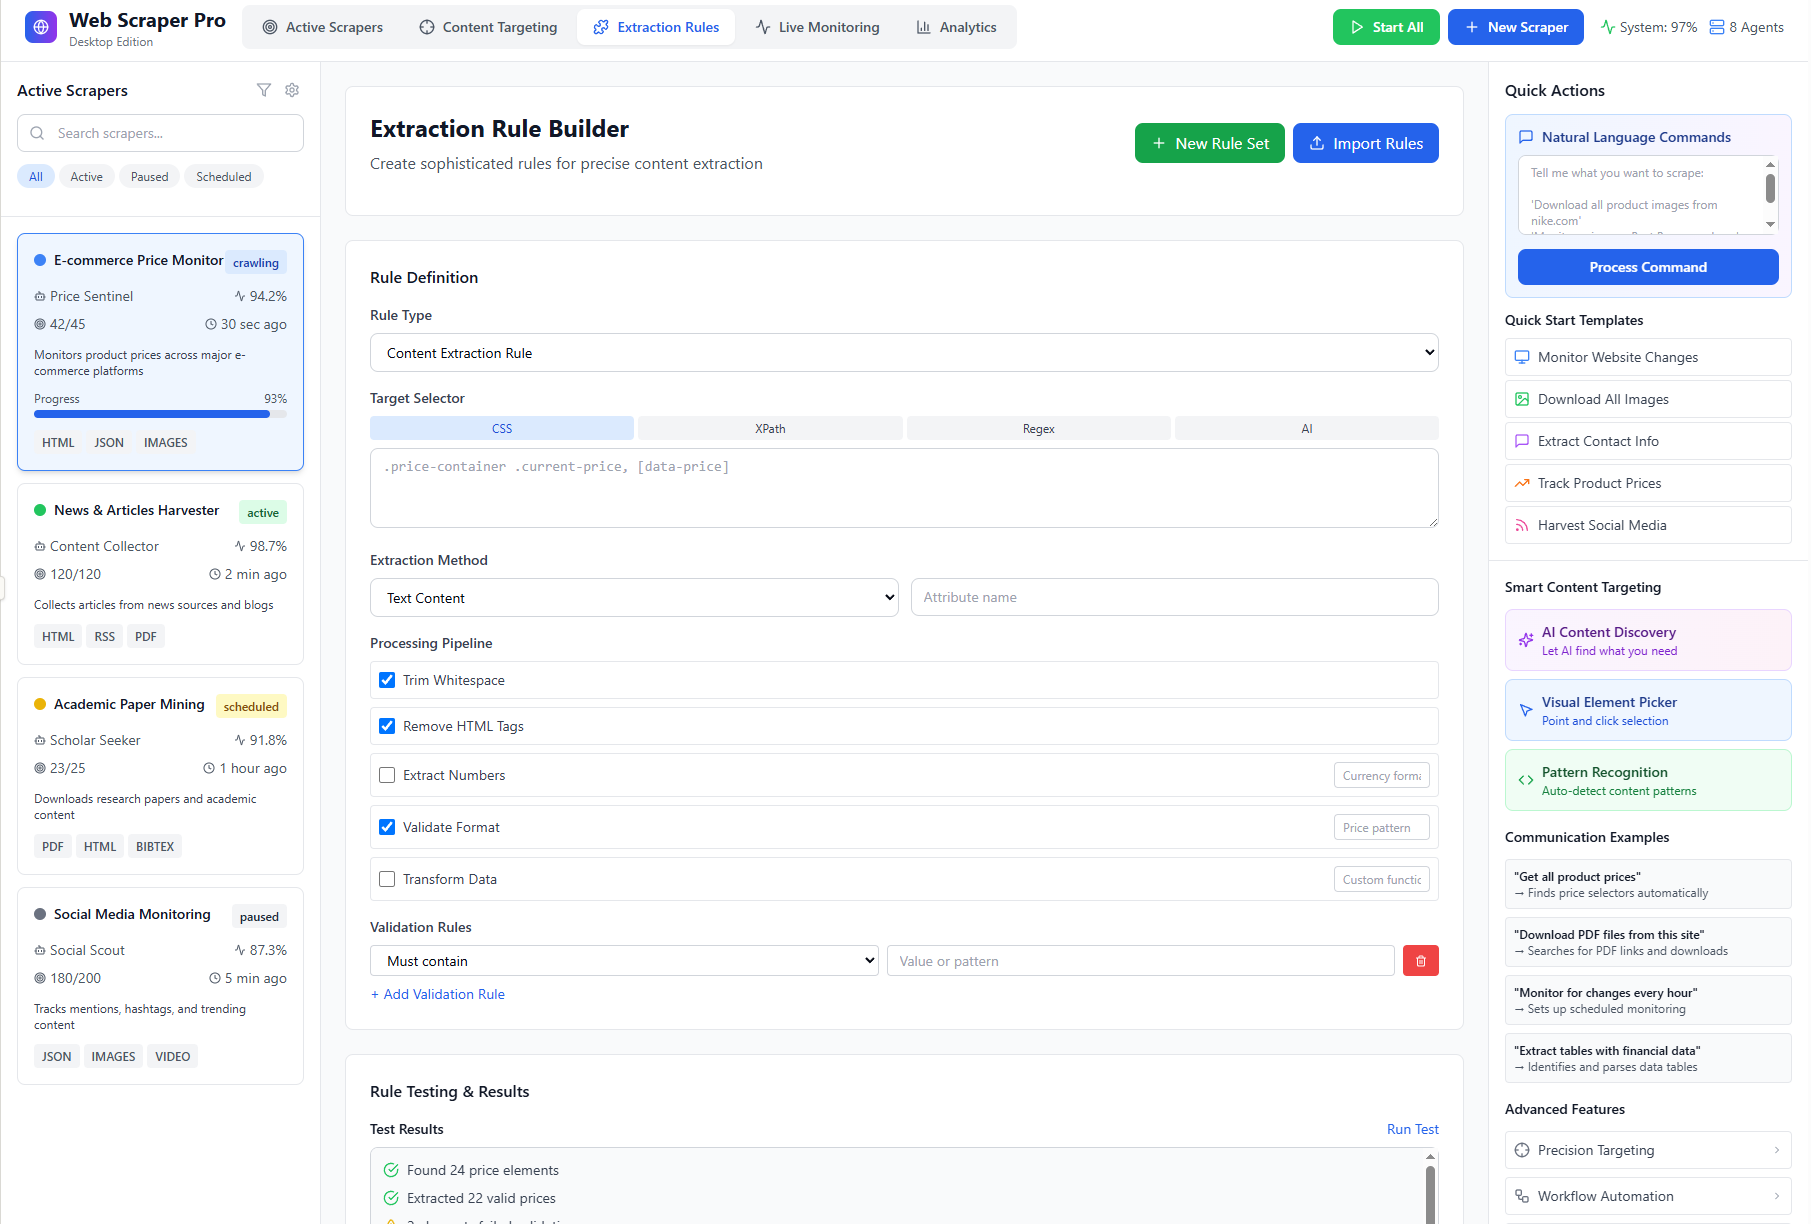 Web Scraper Pro
Desktop Edition
Active Scrapers
Content Targeting
Extraction Rules
Live Monitoring
Analytics
Start All
New Scraper
System: 97%
8 Agents
Active Scrapers
Search scrapers...
All
Active
Paused
Scheduled
E-commerce Price Monitor
crawling
Price Sentinel
94.2%
42/45
30 sec ago
Monitors product prices across major e-
commerce platforms
Progress
93%
HTML
JSON
IMAGES
News & Articles Harvester
active
Content Collector
98.7%
120/120
2 min ago
Collects articles from news sources and blogs
HTML
RSS
PDF
Academic Paper Mining
scheduled
Scholar Seeker
91.8%
23/25
1 hour ago
Downloads research papers and academic
content
PDF
HTML
BIBTEX
Social Media Monitoring
paused
Social Scout
87.3%
180/200
5 min ago
Tracks mentions, hashtags, and trending
content
JSON
IMAGES
VIDEO
Extraction Rule Builder
Create sophisticated rules for precise content extraction
New Rule Set
Import Rules
Rule Definition
Rule Type
Content Extraction Rule
Target Selector
CSS
XPath
Regex
AI
.price-container .current-price, [data-price]
Extraction Method
Text Content
Attribute name
Processing Pipeline
Trim Whitespace
Remove HTML Tags
Extract Numbers
Currency forma
Validate Format
Price pattern
Transform Data
Custom functio
Validation Rules
Must contain
Value or pattern
+ Add Validation Rule
Rule Testing & Results
Test Results
Run Test
Found 24 price elements
Extracted 22 valid prices
Quick Actions
Natural Language Commands
Tell me what you want to scrape:
'Download all product images from
nike.com'
Process Command
Quick Start Templates
Monitor Website Changes
Download All Images
Extract Contact Info
Track Product Prices
Harvest Social Media
Smart Content Targeting
AI Content Discovery
Let AI find what you need
Visual Element Picker
Point and click selection
Pattern Recognition
Auto-detect content patterns
Communication Examples
"Get all product prices"
→ Finds price selectors automatically
"Download PDF files from this site"
→ Searches for PDF links and downloads
"Monitor for changes every hour"
→ Sets up scheduled monitoring
"Extract tables with financial data"
→ Identifies and parses data tables
Advanced Features
Precision Targeting
Workflow Automation